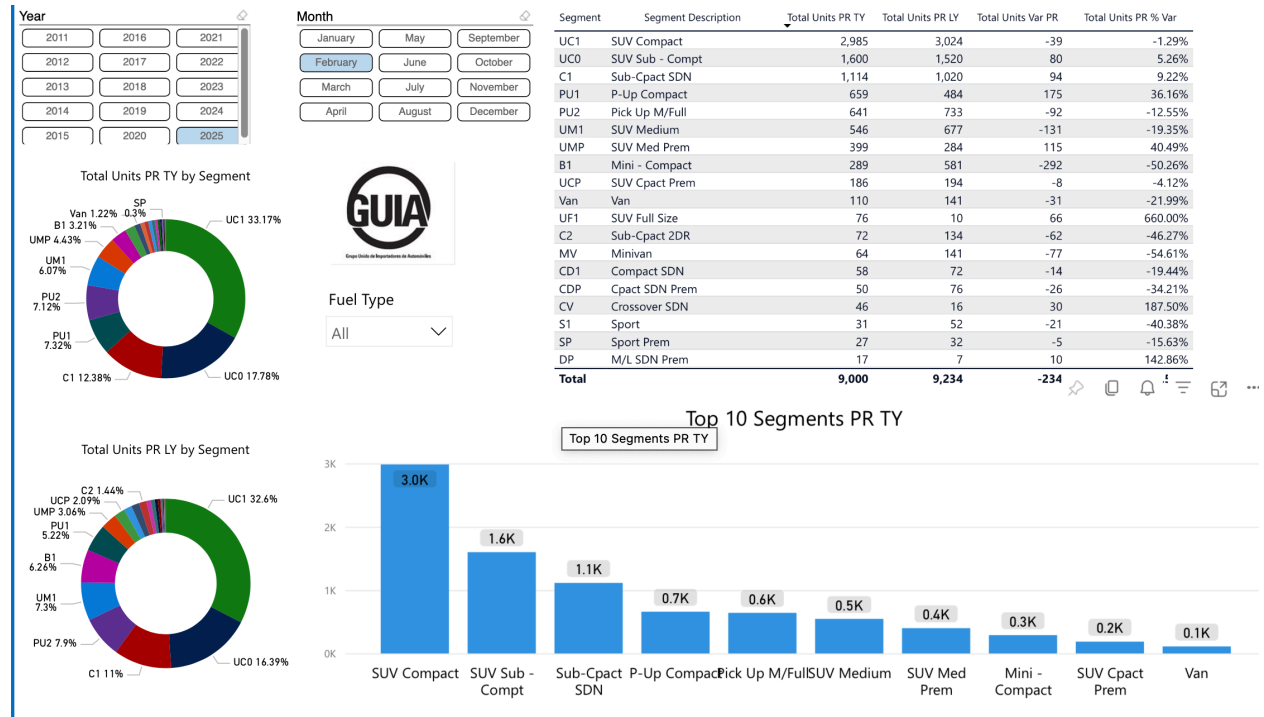 Year
2011 2016 2021
2012 2017 2022
2013 2018 2023
2014 2019 2024
2015 2020 2025
Month
January May September
February June October
March July November
April August December
Total Units PR TY by Segment
SP
0.3%
Van 1.22%
B1 3.21%
UMP 4.43%
UM1
6.07%
PU2
7.12%
PU1
7.32%
C1 12.38%
UC0 17.78%
UC1 33.17%
GUIA
Grupo Unido de Importadores de Automóviles
Fuel Type
All
Segment Segment Description Total Units PR TY Total Units PR LY Total Units Var PR Total Units PR % Var
UC1 SUV Compact 2,985 3,024 -39 -1.29%
UC0 SUV Sub - Compt 1,600 1,520 80 5.26%
C1 Sub-Cpact SDN 1,114 1,020 94 9.22%
PU1 P-Up Compact 659 484 175 36.16%
PU2 Pick Up M/Full 641 733 -92 -12.55%
UM1 SUV Medium 546 677 -131 -19.35%
UMP SUV Med Prem 399 284 115 40.49%
B1 Mini - Compact 289 581 -292 -50.26%
UCP SUV Cpact Prem 186 194 -8 -4.12%
Van Van 110 141 -31 -21.99%
UF1 SUV Full Size 76 10 66 660.00%
C2 Sub-Cpact 2DR 72 134 -62 -46.27%
MV Minivan 64 141 -77 -54.61%
CD1 Compact SDN 58 72 -14 -19.44%
CDP Cpact SDN Prem 50 76 -26 -34.21%
CV Crossover SDN 46 16 30 187.50%
S1 Sport 31 52 -21 -40.38%
SP Sport Prem 27 32 -5 -15.63%
DP M/L SDN Prem 17 7 10 142.86%
Total 9,000 9,234 -234
Total Units PR LY by Segment
C2 1.44%
UCP 2.09%
UMP 3.06%
PU1
5.22%
B1
6.26%
UM1
7.3%
PU2 7.9%
C1 11%
UC0 16.39%
UC1 32.6%
Top 10 Segments PR TY
Top 10 Segments PR TY
3K
2K
1K
0K
3.0K
1.6K
1.1K
0.7K
0.6K
0.5K
0.4K
0.3K
0.2K
0.1K
SUV Compact
SUV Sub -
Compt
Sub-Cpact
SDN
P-Up Compact
Pick Up M/Full
SUV Medium
SUV Med
Prem
Mini -
Compact
SUV Cpact
Prem
Van